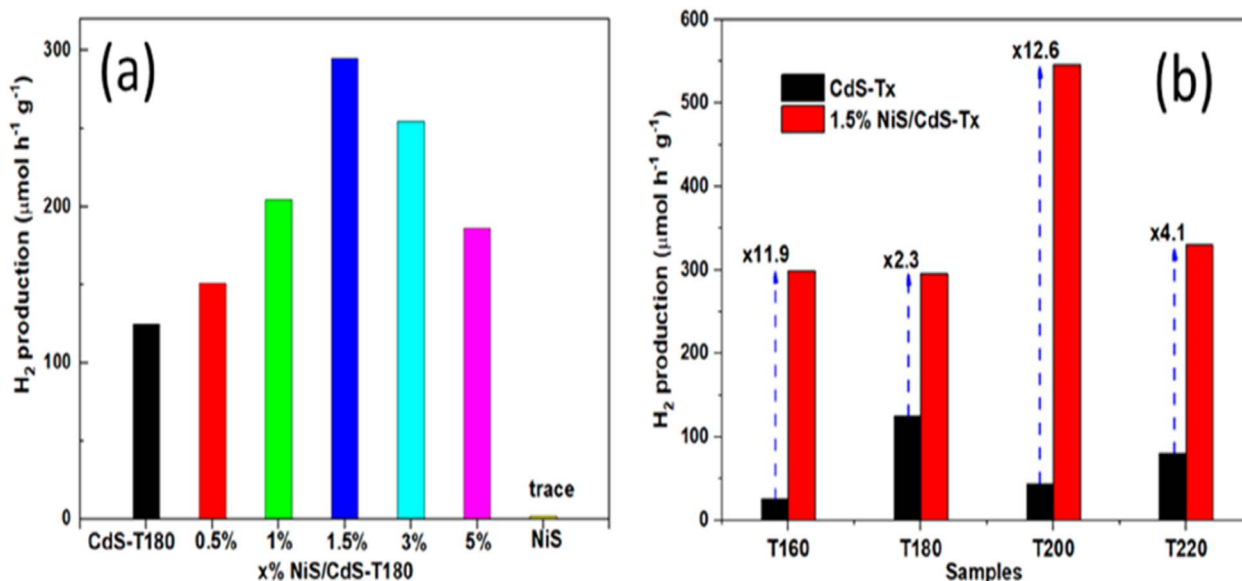 (a)
H₂ production (μmol h⁻¹ g⁻¹)
300
200
100
0
trace
CdS-T180 0.5% 1% 1.5% 3% 5% NiS
x% NiS/CdS-T180
(b)
H₂ production (μmol h⁻¹ g⁻¹)
600
500
400
300
200
100
0
CdS-Tx
1.5% NiS/CdS-Tx
x11.9
x2.3
x12.6
x4.1
T160 T180 T200 T220
Samples